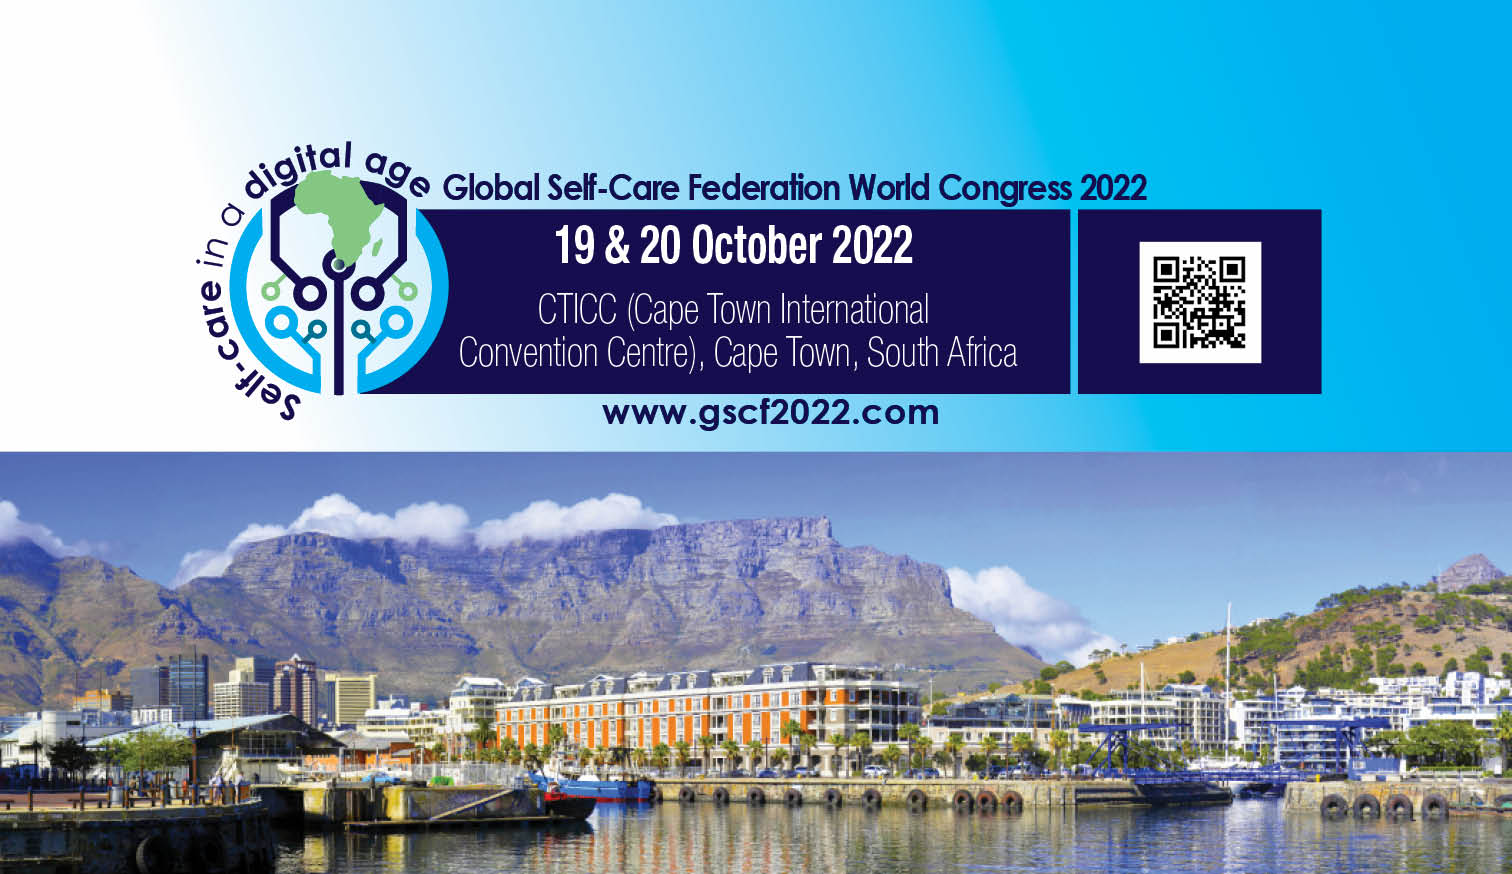 Self-care in a digital age
Global Self-Care Federation World Congress 2022
19 & 20 October 2022
CTICC (Cape Town International
Convention Centre), Cape Town, South Africa
www.gscf2022.com